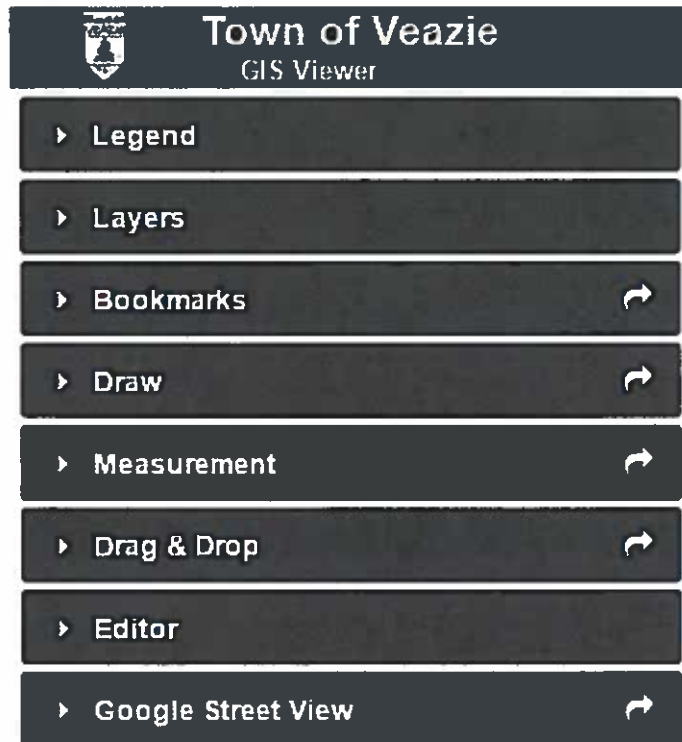 Town of Veazie
GIS Viewer
Legend
Layers
Bookmarks
Draw
Measurement
Drag & Drop
Editor
Google Street View